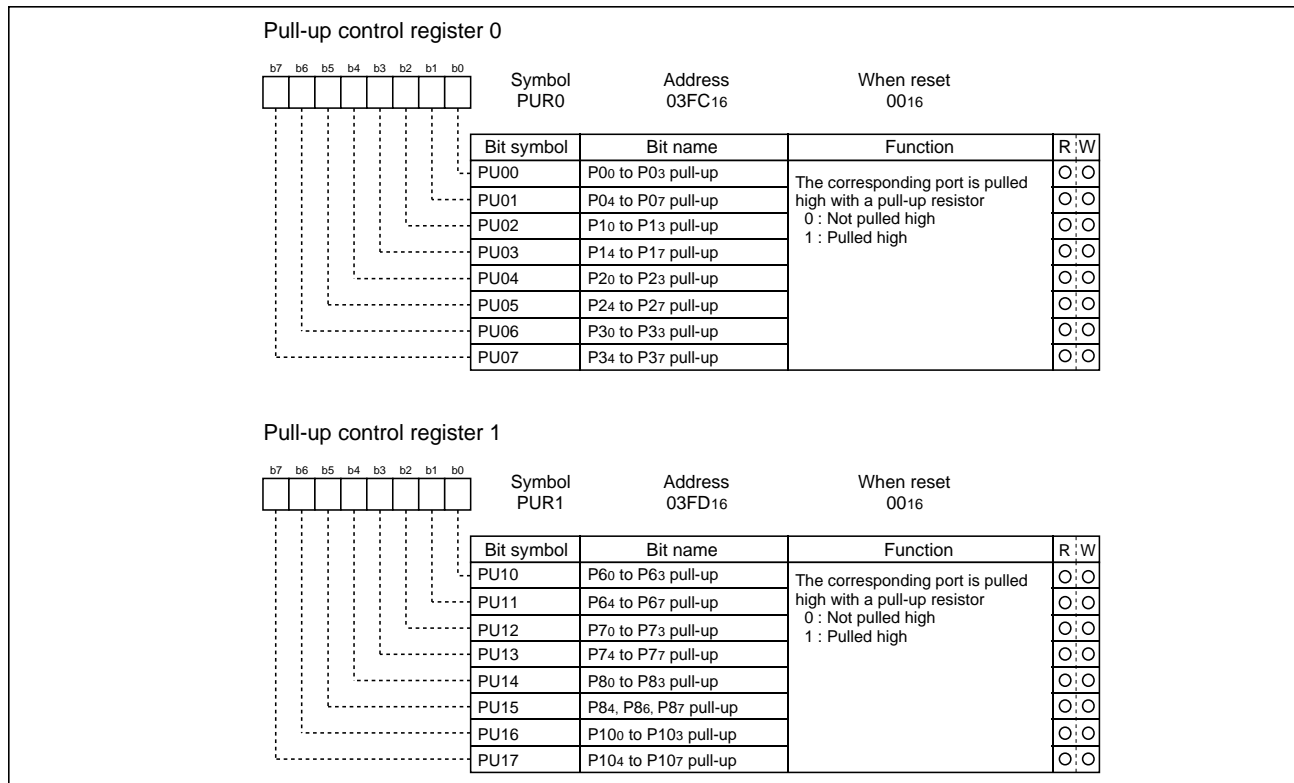 Pull-up control register 0
b7 b6 b5 b4 b3 b2 b1 b0
Symbol Address When reset
PUR0 03FC16 0016
Bit symbol Bit name Function R W
PU00 P00 to P03 pull-up The corresponding port is pulled
PU01 P04 to P07 pull-up high with a pull-up resistor
PU02 P10 to P13 pull-up 0 : Not pulled high
PU03 P14 to P17 pull-up 1 : Pulled high
PU04 P20 to P23 pull-up
PU05 P24 to P27 pull-up
PU06 P30 to P33 pull-up
PU07 P34 to P37 pull-up
Pull-up control register 1
b7 b6 b5 b4 b3 b2 b1 b0
Symbol Address When reset
PUR1 03FD16 0016
Bit symbol Bit name Function R W
PU10 P60 to P63 pull-up The corresponding port is pulled
PU11 P64 to P67 pull-up high with a pull-up resistor
PU12 P70 to P73 pull-up 0 : Not pulled high
PU13 P74 to P77 pull-up 1 : Pulled high
PU14 P80 to P83 pull-up
PU15 P84, P86, P87 pull-up
PU16 P100 to P103 pull-up
PU17 P104 to P107 pull-up